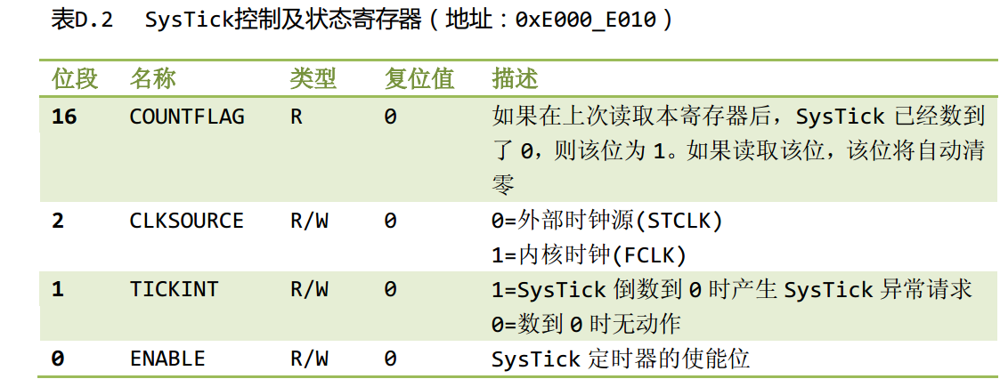 表D.2 SysTick控制及状态寄存器（地址：0xE000_E010）
位段 名称 类型 复位值 描述
16 COUNTFLAG R 0 如果在上次读取本寄存器后，SysTick 已经数到
了 0，则该位为 1。如果读取该位，该位将自动清
零
2 CLKSOURCE R/W 0 0=外部时钟源(STCLK)
1=内核时钟(FCLK)
1 TICKINT R/W 0 1=SysTick 倒数到 0 时产生 SysTick 异常请求
0=数到 0 时无动作
0 ENABLE R/W 0 SysTick 定时器的使能位